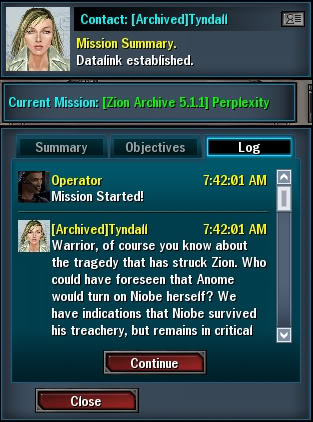 Contact: [Archived]Tyndall
Mission Summary.
Datalink established.
Current Mission: [Zion Archive 5.1.1] Perplexity
Summary
Objectives
Log
Operator 7:42:01 AM
Mission Started!
[Archived]Tyndall 7:42:01 AM
Warrior, of course you know about
the tragedy that has struck Zion. Who
could have foreseen that Anome
would turn on Niobe herself? We
have indications that Niobe survived
his treachery, but remains in critical
Continue
Close